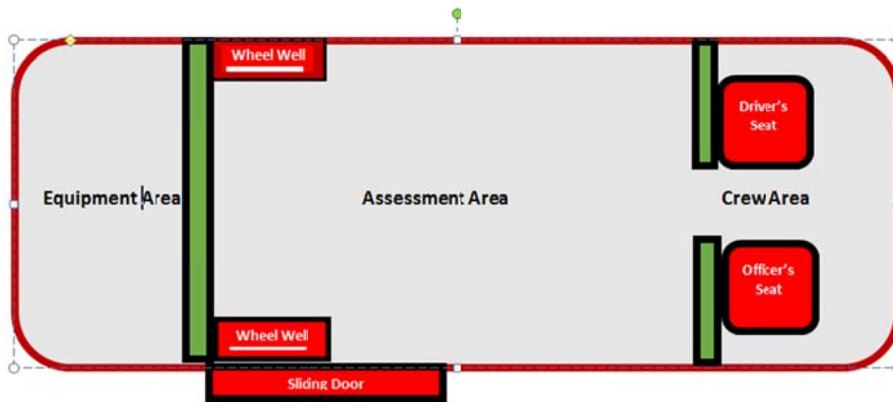 Wheel Well
Driver's
Seat
Equipment Area
Assessment Area
Crew Area
Officer's
Seat
Wheel Well
Sliding Door